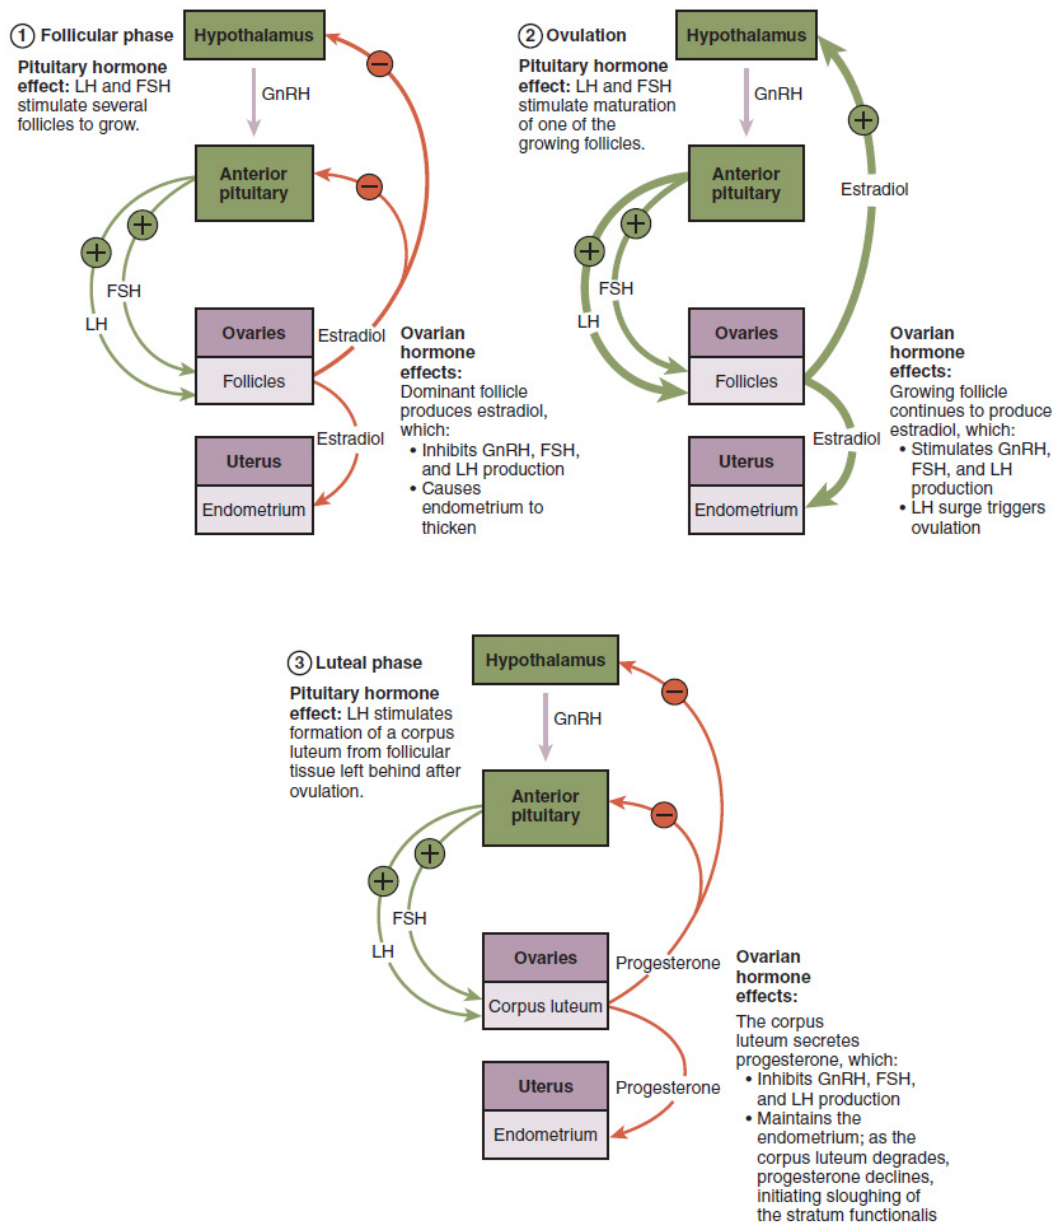 1 Follicular phase
Pituitary hormone
effect: LH and FSH
stimulate several
follicles to grow.
Hypothalamus
−
GnRH
Anterior
pituitary
−
+
+
FSH
LH
Ovaries
Follicles
Estradiol
Estradiol
Uterus
Endometrium
Ovarian
hormone
effects:
Dominant follicle
produces estradiol,
which:
• Inhibits GnRH, FSH,
and LH production
• Causes
endometrium to
thicken
2 Ovulation
Pituitary hormone
effect: LH and FSH
stimulate maturation
of one of the
growing follicles.
Hypothalamus
GnRH
+
Anterior
pituitary
Estradiol
+
+
FSH
LH
Ovaries
Follicles
Estradiol
Uterus
Endometrium
Ovarian
hormone
effects:
Growing follicle
continues to produce
estradiol, which:
• Stimulates GnRH,
FSH, and LH
production
• LH surge triggers
ovulation
3 Luteal phase
Pituitary hormone
effect: LH stimulates
formation of a corpus
luteum from follicular
tissue left behind after
ovulation.
Hypothalamus
−
GnRH
Anterior
pituitary
−
+
+
FSH
LH
Ovaries
Corpus luteum
Progesterone
Progesterone
Uterus
Endometrium
Ovarian
hormone
effects:
The corpus
luteum secretes
progesterone, which:
• Inhibits GnRH, FSH,
and LH production
• Maintains the
endometrium; as the
corpus luteum degrades,
progesterone declines,
initiating sloughing of
the stratum functionalis